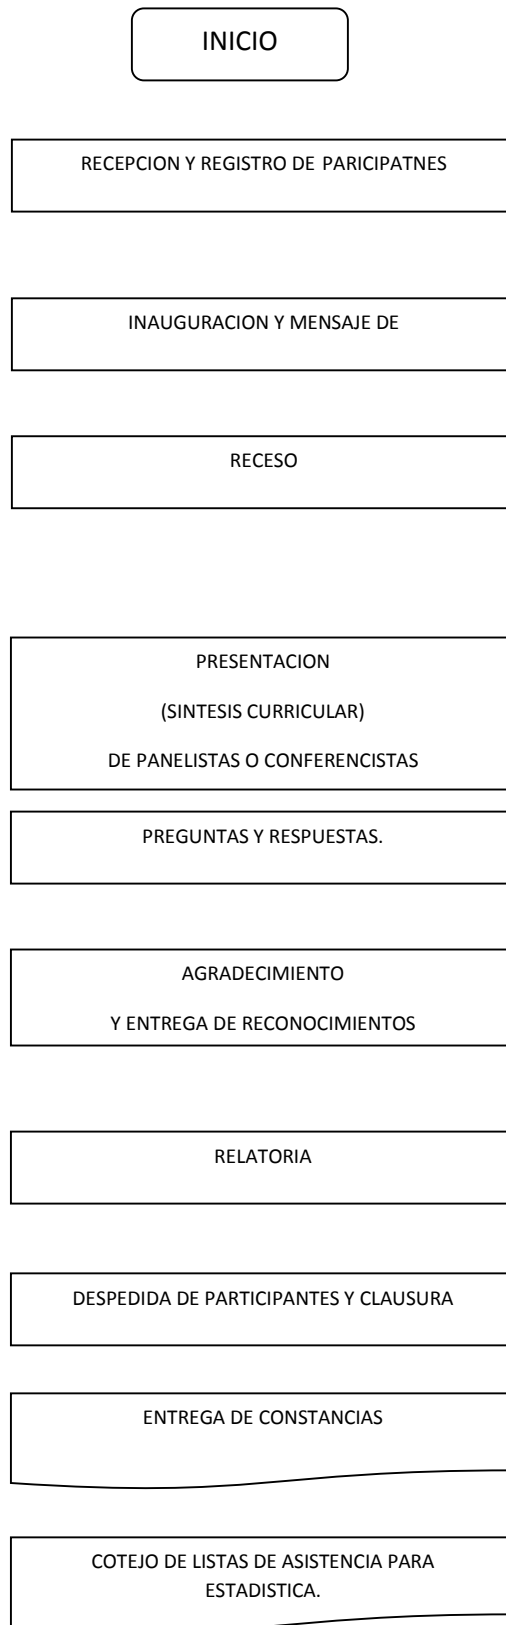 INICIO
RECEPCION Y REGISTRO DE PARICIPATNES
INAUGURACION Y MENSAJE DE
RECESO
PRESENTACION
(SINTESIS CURRICULAR)
DE PANELISTAS O CONFERENCISTAS
PREGUNTAS Y RESPUESTAS.
AGRADECIMIENTO
Y ENTREGA DE RECONOCIMIENTOS
RELATORIA
DESPEDIDA DE PARTICIPANTES Y CLAUSURA
ENTREGA DE CONSTANCIAS
COTEJO DE LISTAS DE ASISTENCIA PARA
ESTADISTICA.